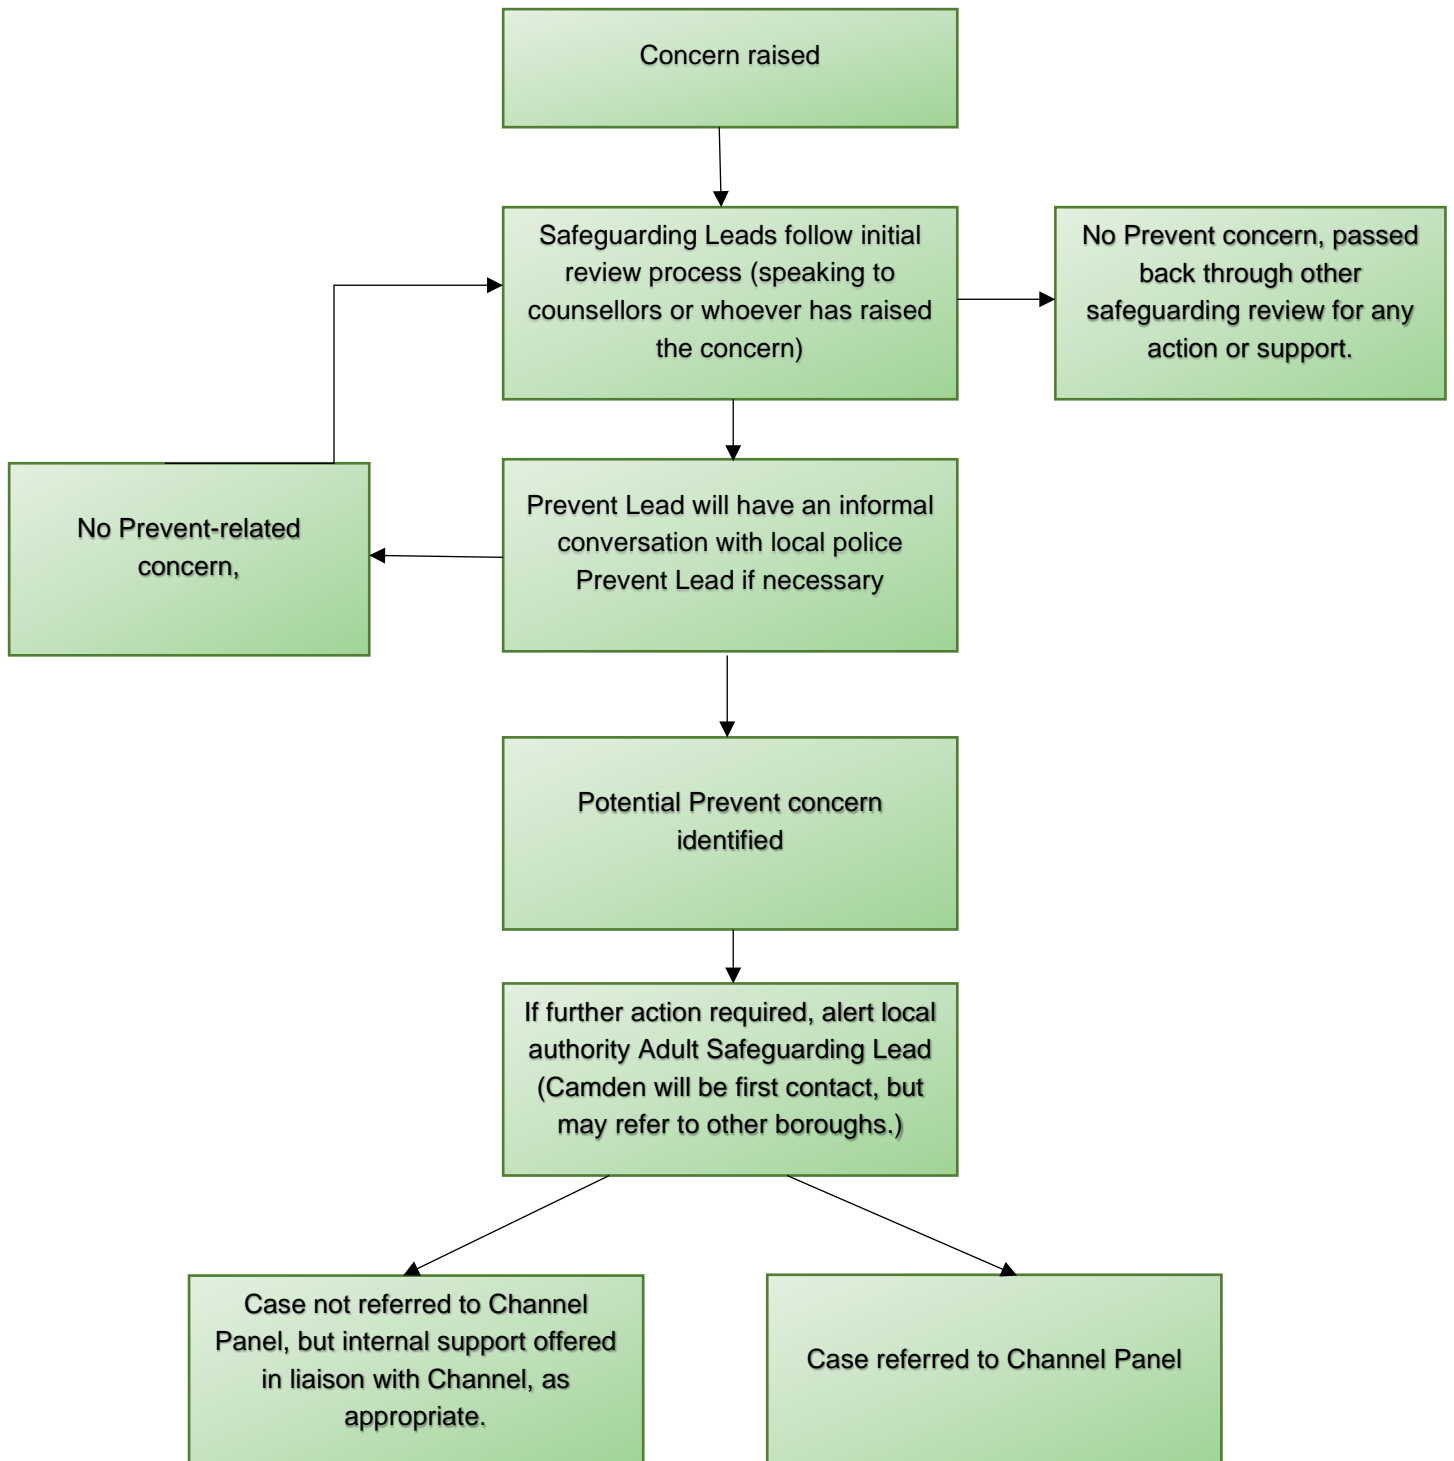 Concern raised
Safeguarding Leads follow initial
review process (speaking to
counsellors or whoever has raised
the concern)
No Prevent concern, passed
back through other
safeguarding review for any
action or support.
No Prevent-related
concern,
Prevent Lead will have an informal
conversation with local police
Prevent Lead if necessary
Potential Prevent concern
identified
If further action required, alert local
authority Adult Safeguarding Lead
(Camden will be first contact, but
may refer to other boroughs.)
Case not referred to Channel
Panel, but internal support offered
in liaison with Channel, as
appropriate.
Case referred to Channel Panel